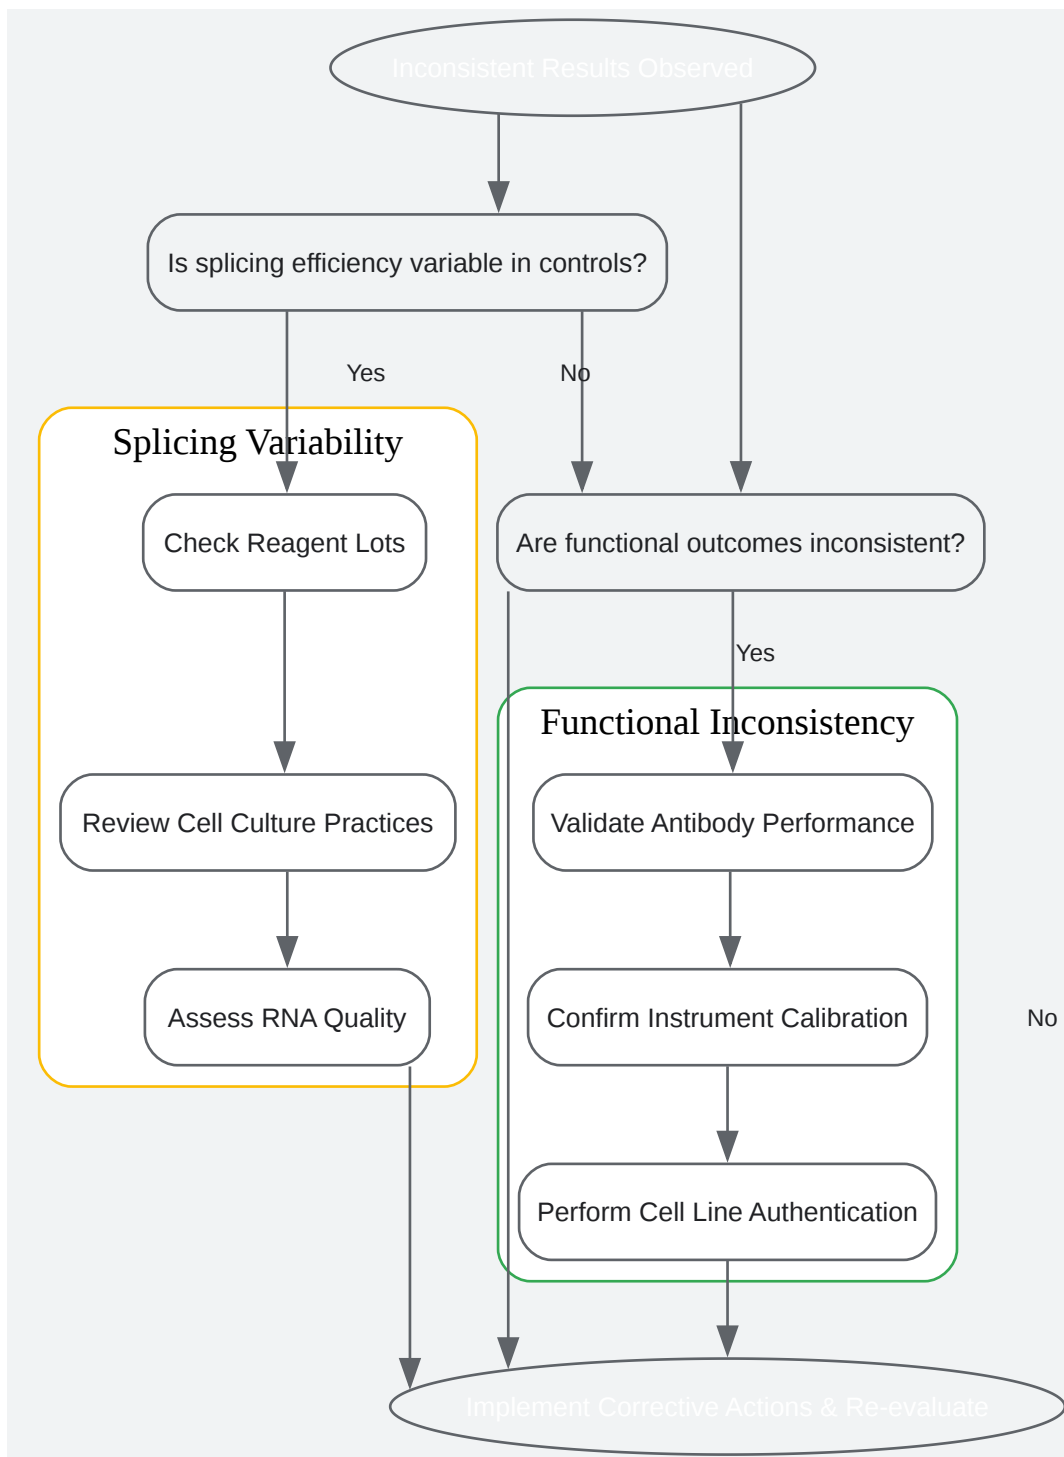 Inconsistent Results Observed
Is splicing efficiency variable in controls?
Yes
No
Splicing Variability
Check Reagent Lots
Are functional outcomes inconsistent?
Yes
Functional Inconsistency
Review Cell Culture Practices
Validate Antibody Performance
Assess RNA Quality
Confirm Instrument Calibration
No
Perform Cell Line Authentication
Implement Corrective Actions & Re-evaluate